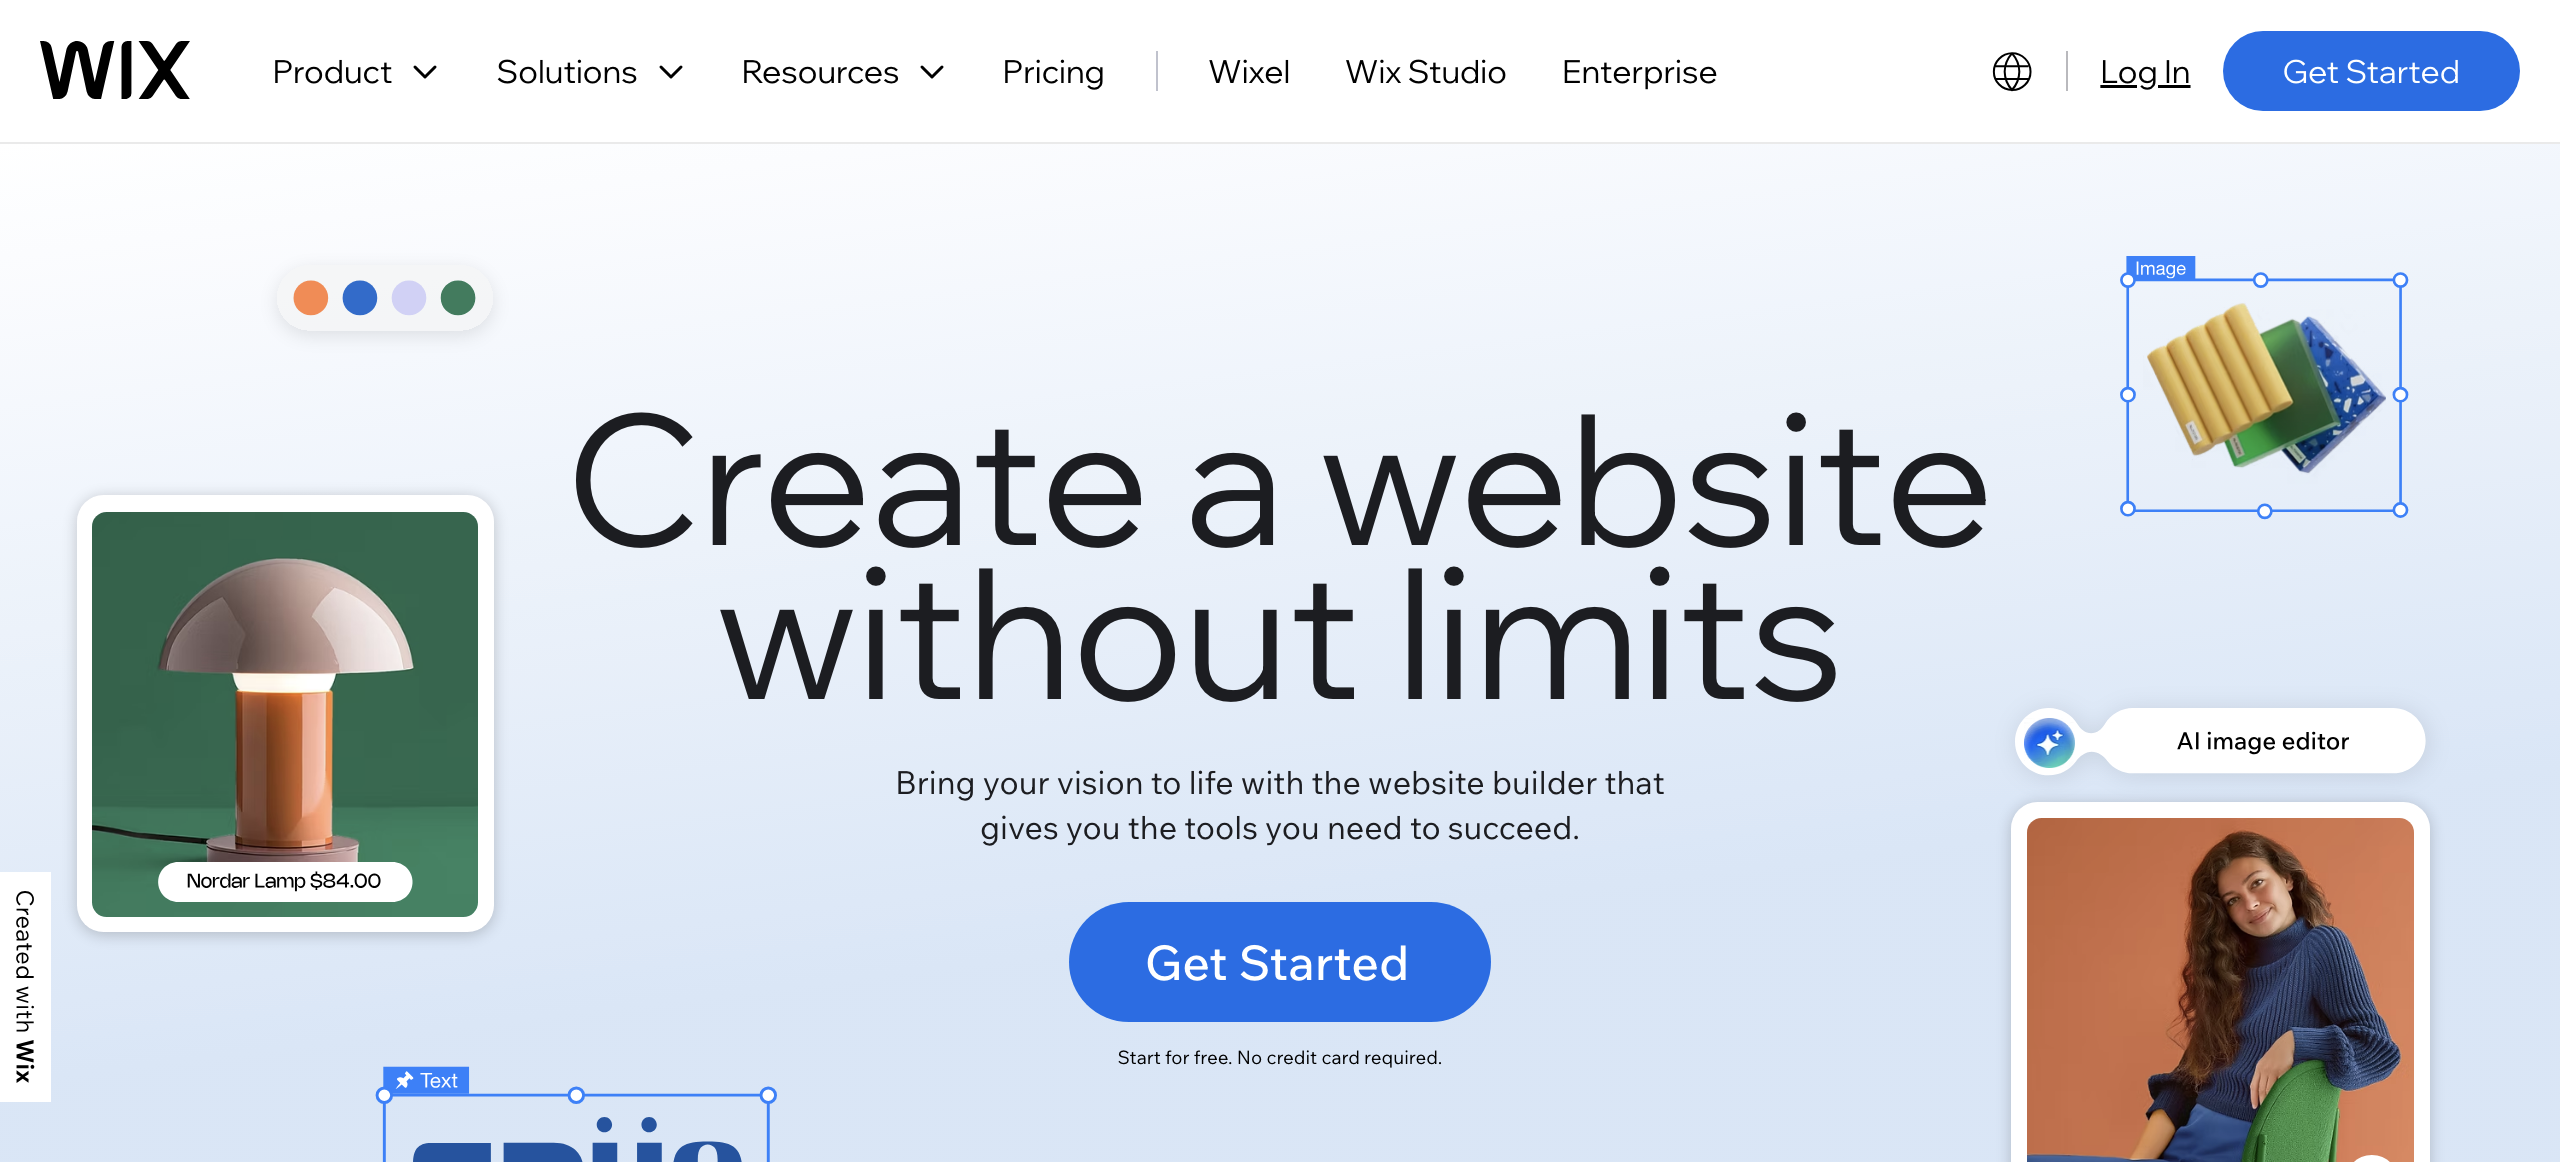 WIX
Product
Solutions
Resources
Pricing
Wixel
Wix Studio
Enterprise
Log In
Get Started
Image
Create a website
without limits
Bring your vision to life with the website builder that
gives you the tools you need to succeed.
Get Started
Start for free. No credit card required.
Nordar Lamp $84.00
AI image editor
Created with Wix
Text